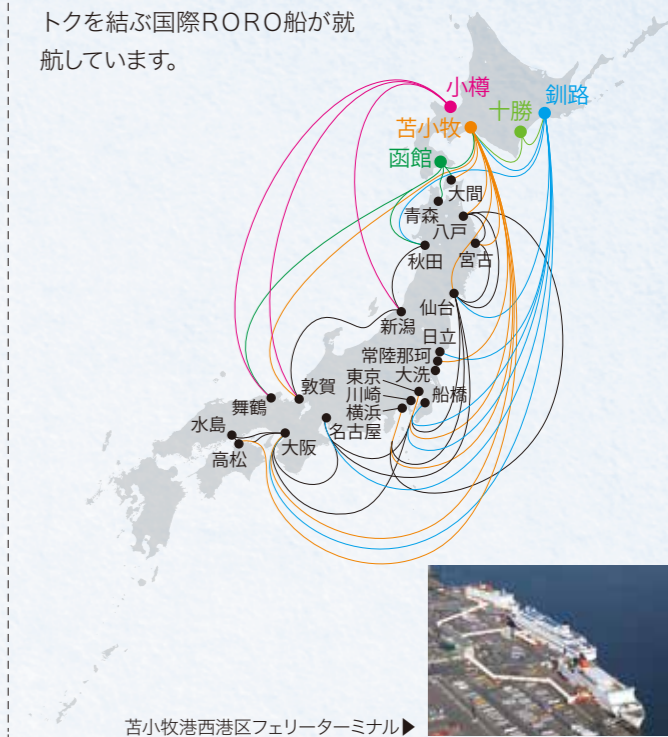 トクを結ぶ国際RORO船が就
航しています。
小樽
釧路
十勝
苫小牧
函館
大間
青森
八戸
秋田
宮古
仙台
新潟
日立
常陸那珂
東京
大洗
川崎
船橋
敦賀
舞鶴
横浜
水島
名古屋
大阪
高松
苫小牧港西港区フェリーターミナル▶